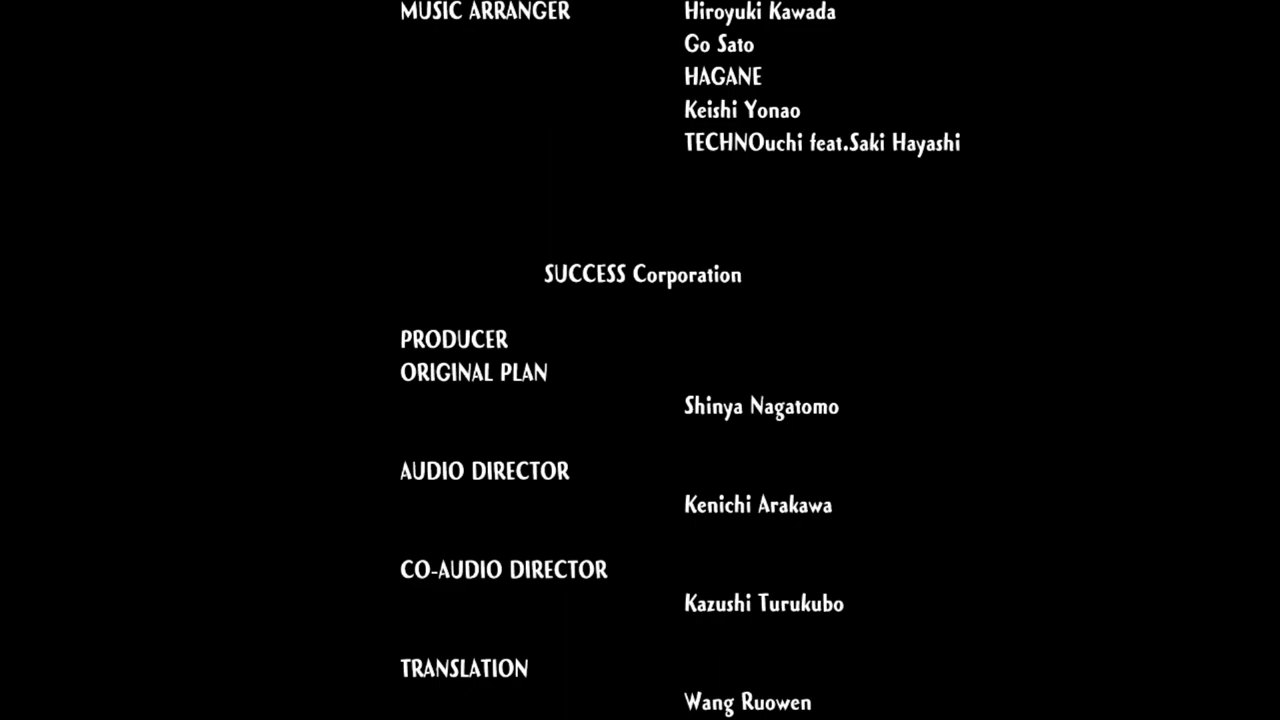 MUSIC ARRANGER Hiroyuki Kawada
Go Sato
HAGANE
Keishi Yonao
TECHNOuchi feat.Saki Hayashi
SUCCESS Corporation
PRODUCER
ORIGINAL PLAN
Shinya Nagatomo
AUDIO DIRECTOR
Kenichi Arakawa
CO-AUDIO DIRECTOR
Kazushi Turukubo
TRANSLATION
Wang Ruowen